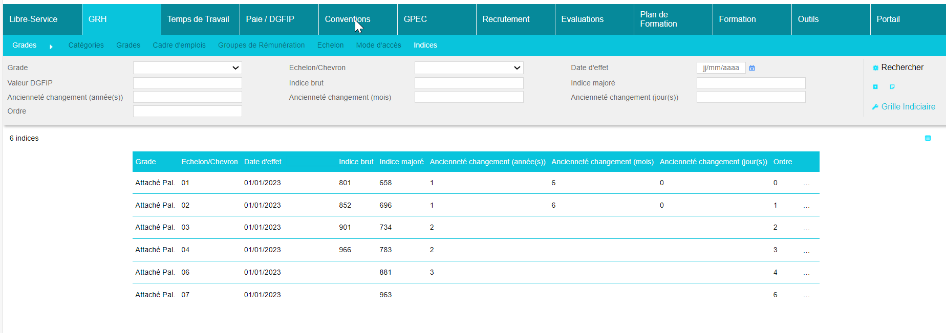 Libre-Service GRH Temps de Travail Paie / DGFIP Conventions GPEC Recrutement Evaluations Plan de Formation Formation Outils Portail
Grades Catégories Grades Cadre d'emplois Groupes de Rémunération Echelon Mode d'accès Indices
Grade Echelon/Chevron Date d'effet jj/mm/aaaa Rechercher
Valeur DGFIP Indice brut Indice majoré
Ancienneté changement (année(s)) Ancienneté changement (mois) Ancienneté changement (jour(s)) Grille Indiciaire
Ordre
6 indices
Grade Echelon/Chevron Date d'effet Indice brut Indice majoré Ancienneté changement (année(s)) Ancienneté changement (mois) Ancienneté changement (jour(s)) Ordre
Attaché Pal. 01 01/01/2023 801 658 1 6 0 0 ...
Attaché Pal. 02 01/01/2023 852 696 1 6 0 1 ...
Attaché Pal. 03 01/01/2023 901 734 2 2 ...
Attaché Pal. 04 01/01/2023 966 783 2 3 ...
Attaché Pal. 06 01/01/2023 881 3 4 ...
Attaché Pal. 07 01/01/2023 963 6 ...